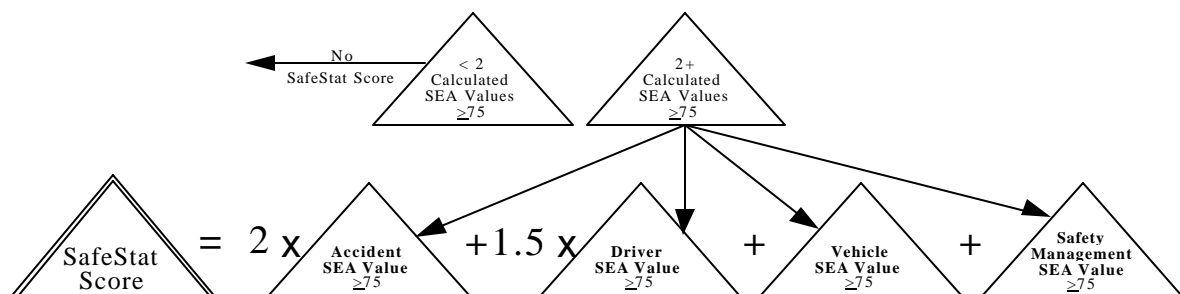 No
SafeStat Score
< 2
Calculated
SEA Values
≥75
2+
Calculated
SEA Values
≥75
SafeStat
Score
= 2 x
Accident
SEA Value
≥75
+1.5 x
Driver
SEA Value
≥75
+
Vehicle
SEA Value
≥75
+
Safety
Management
SEA Value
≥75